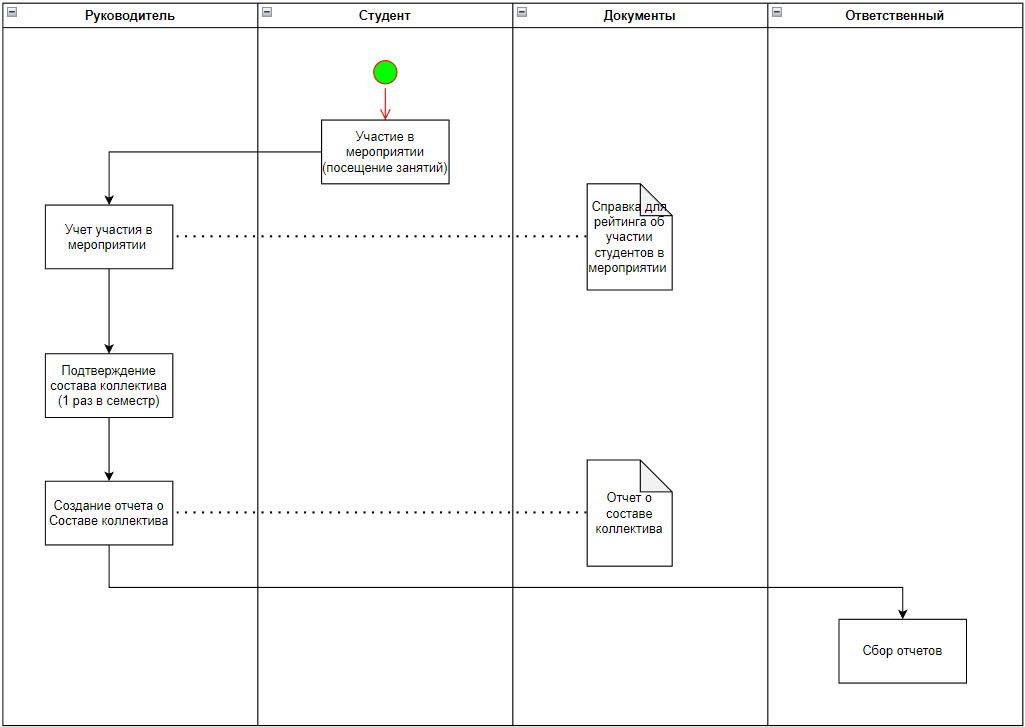 Руководитель
Студент
Документы
Ответственный
Участие в
мероприятии
(посещение занятий)
Учет участия в
мероприятии
Справка для
рейтинга об
участии
студентов в
мероприятии
Подтверждение
состава коллектива
(1 раз в семестр)
Создание отчета о
Составе коллектива
Отчет о
составе
коллектива
Сбор отчетов